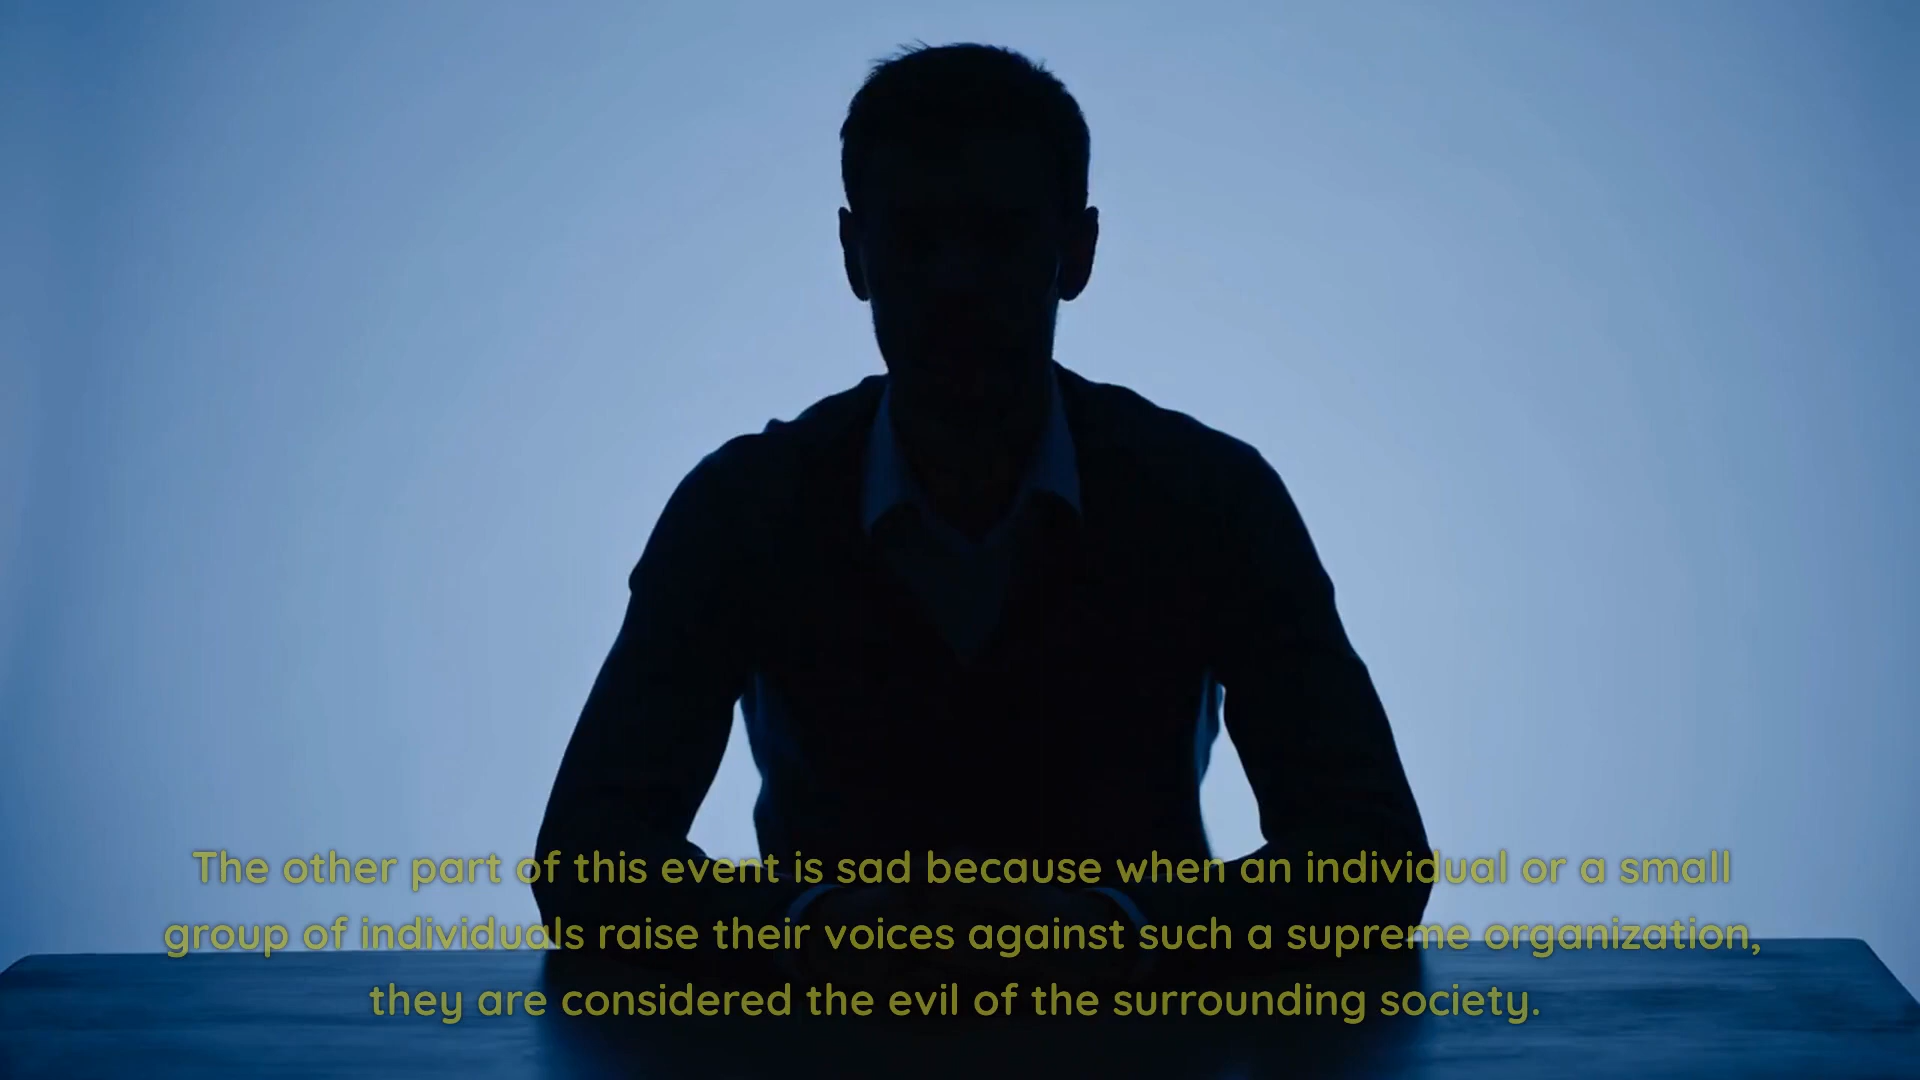 The other part of this event is sad because when an individual or a small
group of individuals raise their voices against such a supreme organization,
they are considered the evil of the surrounding society.